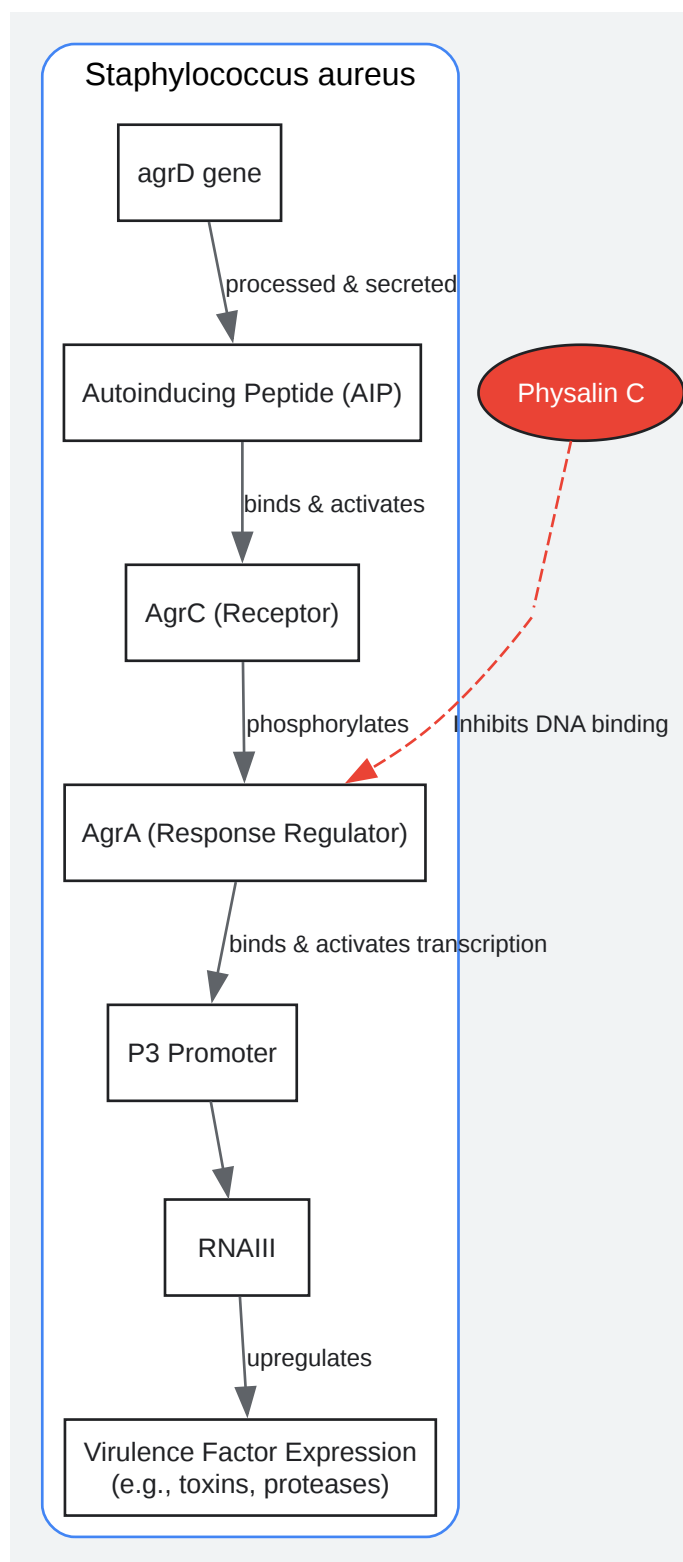 Staphylococcus aureus
agrD gene
processed & secreted
Autoinducing Peptide (AIP)
Physalin C
binds & activates
AgrC (Receptor)
phosphorylates
Inhibits DNA binding
AgrA (Response Regulator)
binds & activates transcription
P3 Promoter
RNAIII
upregulates
Virulence Factor Expression
(e.g., toxins, proteases)